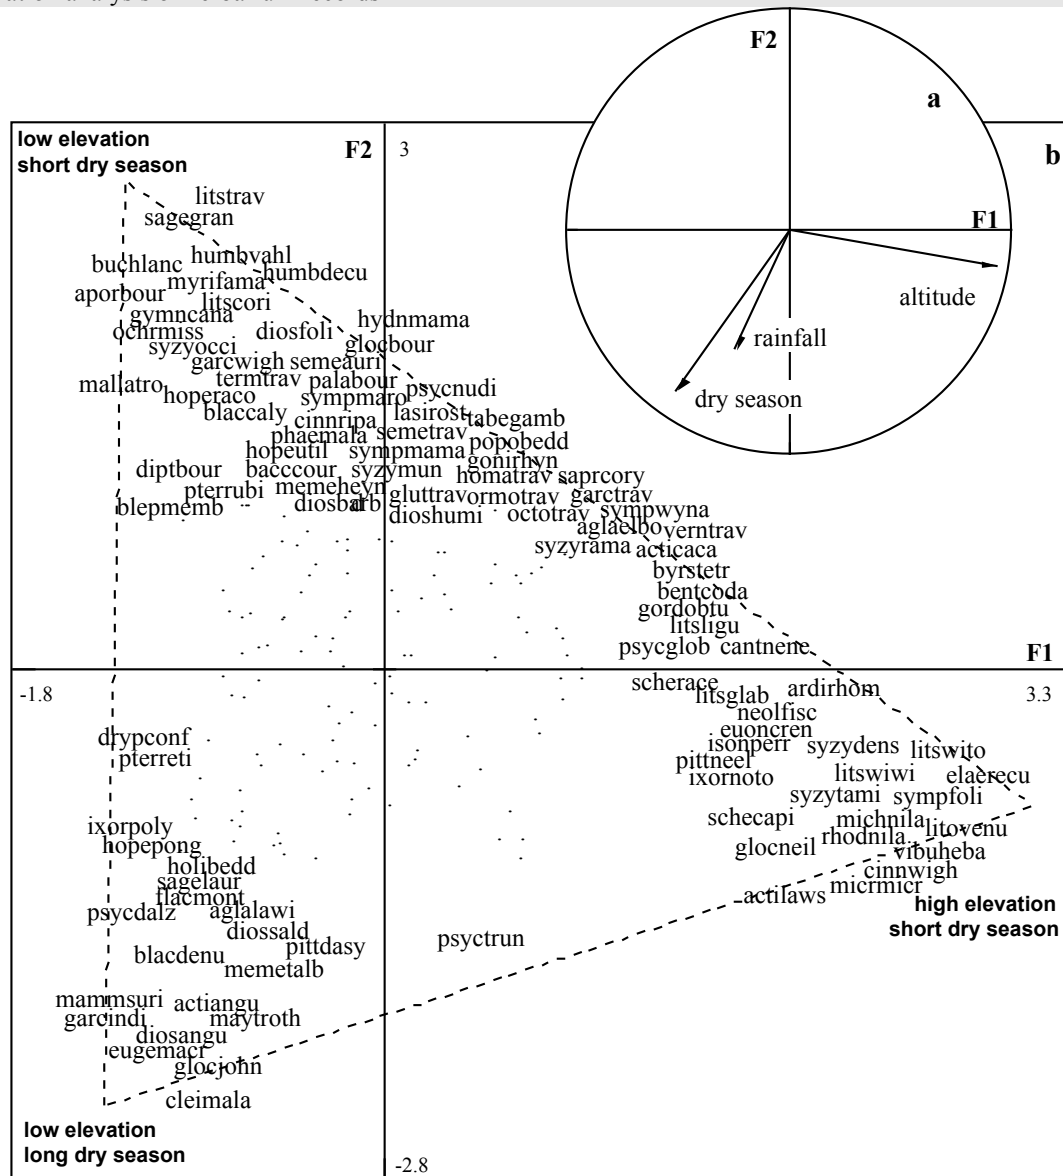 F2
a
low elevation
short dry season
F2
3
b
litstrav
sagegran
F1
humbvahl
buchlanc
humbdecu
myrifama
aporbour
litscori
altitude
gymncana
hydnmama
ochrmiss
diosfoli
rainfall
syzyocci
glocbour
garcwigh semeauri
mallatro
termtrav palabour
psycnudi
hoperaco
sympmaro
dry season
blaccaly
cinnripa
lasirost
tabegamb
phaemala
semetrav
popobedd
hopeutil
sympmama
gonirhyn
diptbour
bacccour
syzymun
homatrav
saprcory
pterrubi
memeheyn
gluttrav
ormotrav
garctrav
blepmemb
dioshumi
octotrav
sympwyna
aglaelbo
verntrav
syzyrama
acticaca
byrstetr
bentcoda
gordobtu
litsligu
psycglob
cantnene
F1
-1.8
scherace
litsglab
ardirhom
3.3
neolfisc
drypconf
euoncren
pterreti
isonperr
syzydens
litswito
pittneel
ixornoto
litswiwi
elaerecu
syzytami
sympfoli
ixorpoly
schecapi
michnila
hopepong
rhodnila
litovenu
glocneil
vibuheba
holibedd
cinnwigh
sagelaur
micrmicr
flacmont
actilaws
psycdalz
aglalawi
high elevation
short dry season
diossald
psyctrun
pittdasy
blacdenu
memetalb
mammsuri
actiangu
garcindi
maytroth
diosangu
eugemacr
glocjohn
cleimala
low elevation
long dry season
-2.8